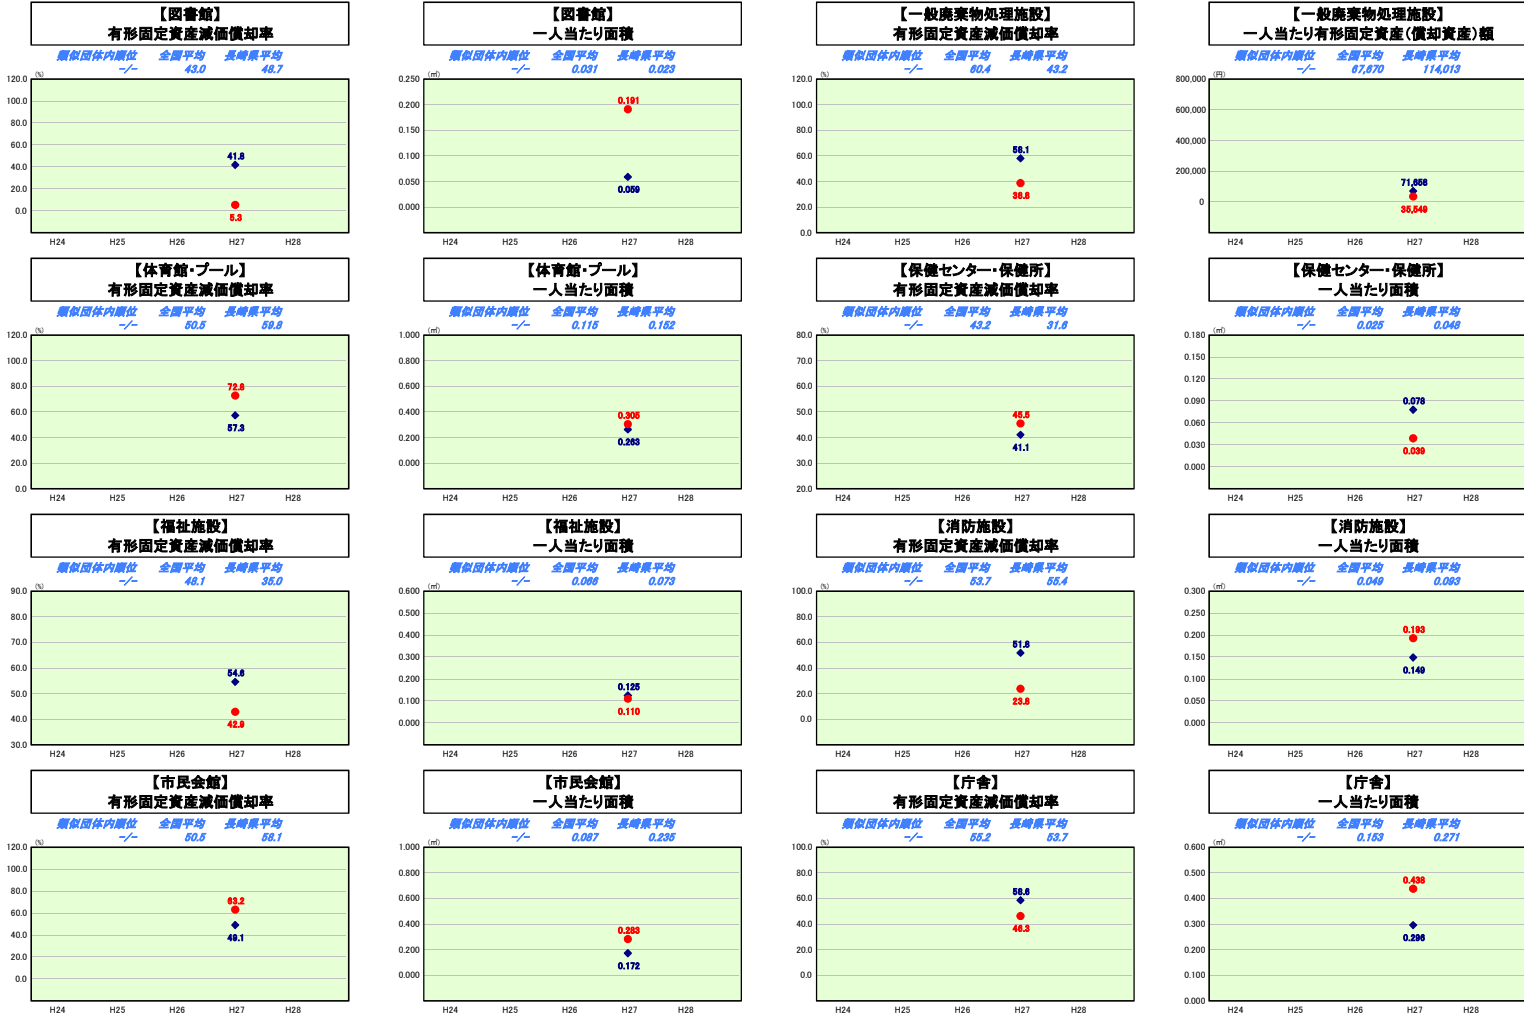 【図書館】
有形固定資産減価償却率
類似団体内順位 全国平均 長崎県平均
-/- 43.0 48.7
(%)
120.0
100.0
80.0
60.0
40.0
20.0
0.0
41.8
5.3
H24 H25 H26 H27 H28
【図書館】
一人当たり面積
類似団体内順位 全国平均 長崎県平均
-/- 0.031 0.023
(㎡)
0.250
0.200
0.150
0.100
0.050
0.000
0.191
0.059
H24 H25 H26 H27 H28
【一般廃棄物処理施設】
有形固定資産減価償却率
類似団体内順位 全国平均 長崎県平均
-/- 60.4 43.2
(%)
120.0
100.0
80.0
60.0
40.0
20.0
0.0
58.1
38.8
H24 H25 H26 H27 H28
【一般廃棄物処理施設】
一人当たり有形固定資産(償却資産)額
類似団体内順位 全国平均 長崎県平均
-/- 67,670 114,013
(円)
800,000
600,000
400,000
200,000
0
71,658
35,549
H24 H25 H26 H27 H28
【体育館・プール】
有形固定資産減価償却率
類似団体内順位 全国平均 長崎県平均
-/- 50.5 59.8
(%)
120.0
100.0
80.0
60.0
40.0
20.0
0.0
72.8
57.3
H24 H25 H26 H27 H28
【体育館・プール】
一人当たり面積
類似団体内順位 全国平均 長崎県平均
-/- 0.115 0.152
(㎡)
1.000
0.800
0.600
0.400
0.200
0.000
0.305
0.263
H24 H25 H26 H27 H28
【保健センター・保健所】
有形固定資産減価償却率
類似団体内順位 全国平均 長崎県平均
-/- 43.2 31.6
(%)
80.0
70.0
60.0
50.0
40.0
30.0
20.0
45.5
41.1
H24 H25 H26 H27 H28
【保健センター・保健所】
一人当たり面積
類似団体内順位 全国平均 長崎県平均
-/- 0.025 0.048
(㎡)
0.180
0.150
0.120
0.090
0.060
0.030
0.000
0.078
0.039
H24 H25 H26 H27 H28
【福祉施設】
有形固定資産減価償却率
類似団体内順位 全国平均 長崎県平均
-/- 48.1 35.0
(%)
90.0
80.0
70.0
60.0
50.0
40.0
30.0
54.6
42.9
H24 H25 H26 H27 H28
【福祉施設】
一人当たり面積
類似団体内順位 全国平均 長崎県平均
-/- 0.066 0.073
(㎡)
0.600
0.500
0.400
0.300
0.200
0.100
0.000
0.125
0.110
H24 H25 H26 H27 H28
【消防施設】
有形固定資産減価償却率
類似団体内順位 全国平均 長崎県平均
-/- 53.7 55.4
(%)
100.0
80.0
60.0
40.0
20.0
0.0
51.8
23.8
H24 H25 H26 H27 H28
【消防施設】
一人当たり面積
類似団体内順位 全国平均 長崎県平均
-/- 0.049 0.093
(㎡)
0.300
0.250
0.200
0.150
0.100
0.050
0.000
0.193
0.149
H24 H25 H26 H27 H28
【市民会館】
有形固定資産減価償却率
類似団体内順位 全国平均 長崎県平均
-/- 50.5 58.1
(%)
120.0
100.0
80.0
60.0
40.0
20.0
0.0
63.2
49.1
H24 H25 H26 H27 H28
【市民会館】
一人当たり面積
類似団体内順位 全国平均 長崎県平均
-/- 0.087 0.235
(㎡)
1.000
0.800
0.600
0.400
0.200
0.000
0.283
0.172
H24 H25 H26 H27 H28
【庁舎】
有形固定資産減価償却率
類似団体内順位 全国平均 長崎県平均
-/- 55.2 53.7
(%)
100.0
80.0
60.0
40.0
20.0
0.0
58.6
46.3
H24 H25 H26 H27 H28
【庁舎】
一人当たり面積
類似団体内順位 全国平均 長崎県平均
-/- 0.153 0.271
(㎡)
0.600
0.500
0.400
0.300
0.200
0.100
0.000
0.438
0.296
H24 H25 H26 H27 H28